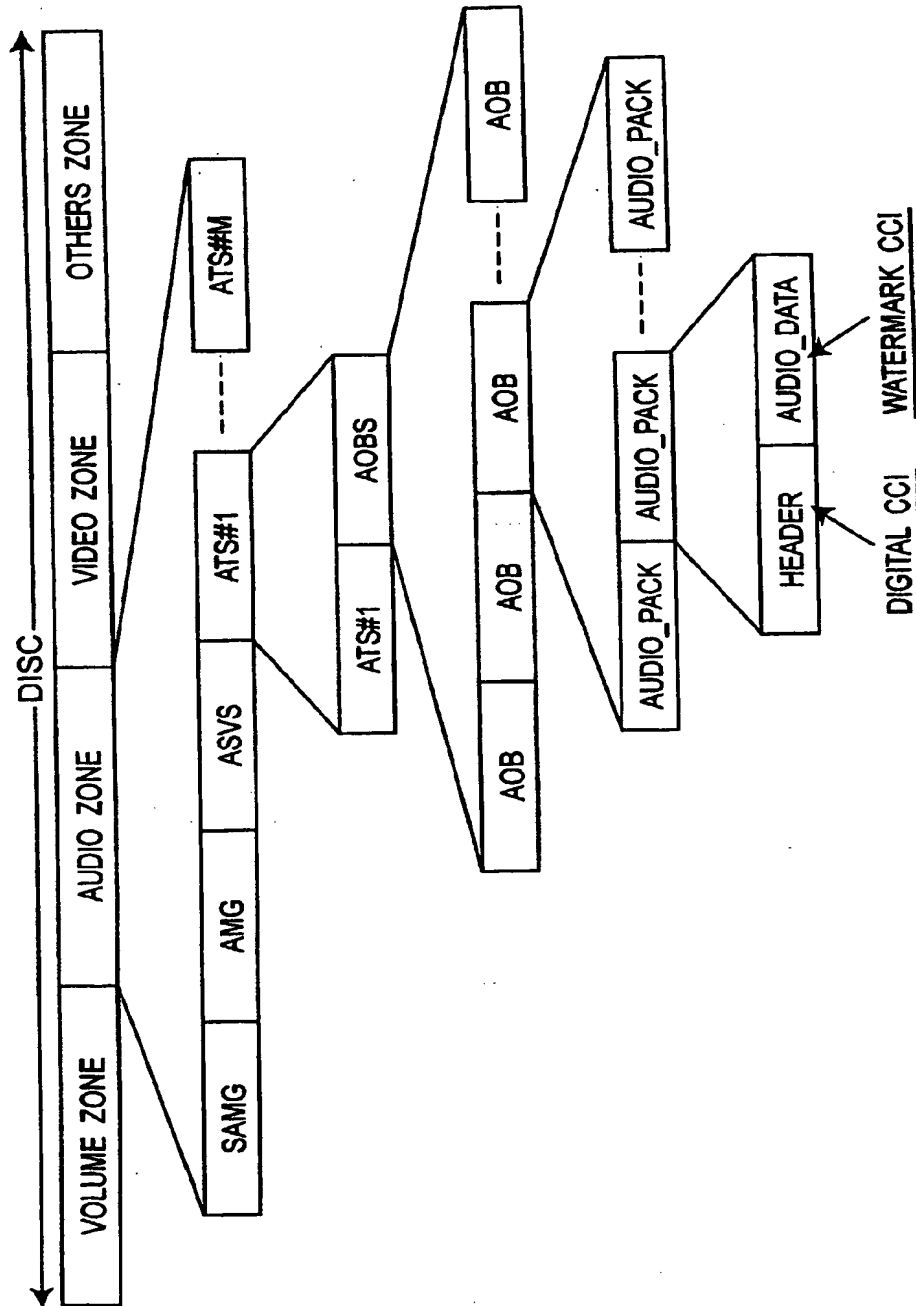 DISC
VOLUME ZONE AUDIO ZONE VIDEO ZONE OTHERS ZONE
SAMG AMG ASVS ATS#1 ATS#M
ATS#1 AOBS
AOB AOB AOB AOB
AUDIO_PACK AUDIO_PACK AUDIO_PACK
HEADER AUDIO_DATA
DIGITAL CCI WATERMARK CCI